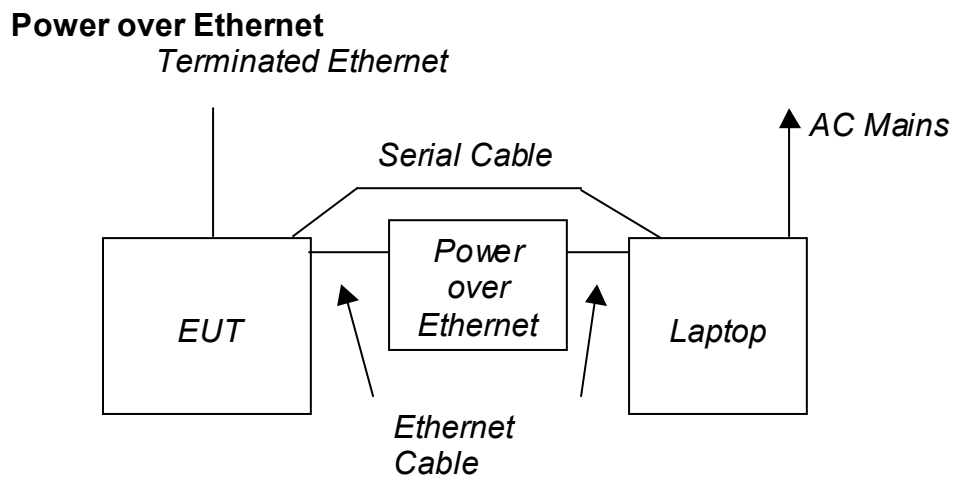 Power over Ethernet
Terminated Ethernet
AC Mains
Serial Cable
Power
over
Ethernet
EUT
Laptop
Ethernet
Cable